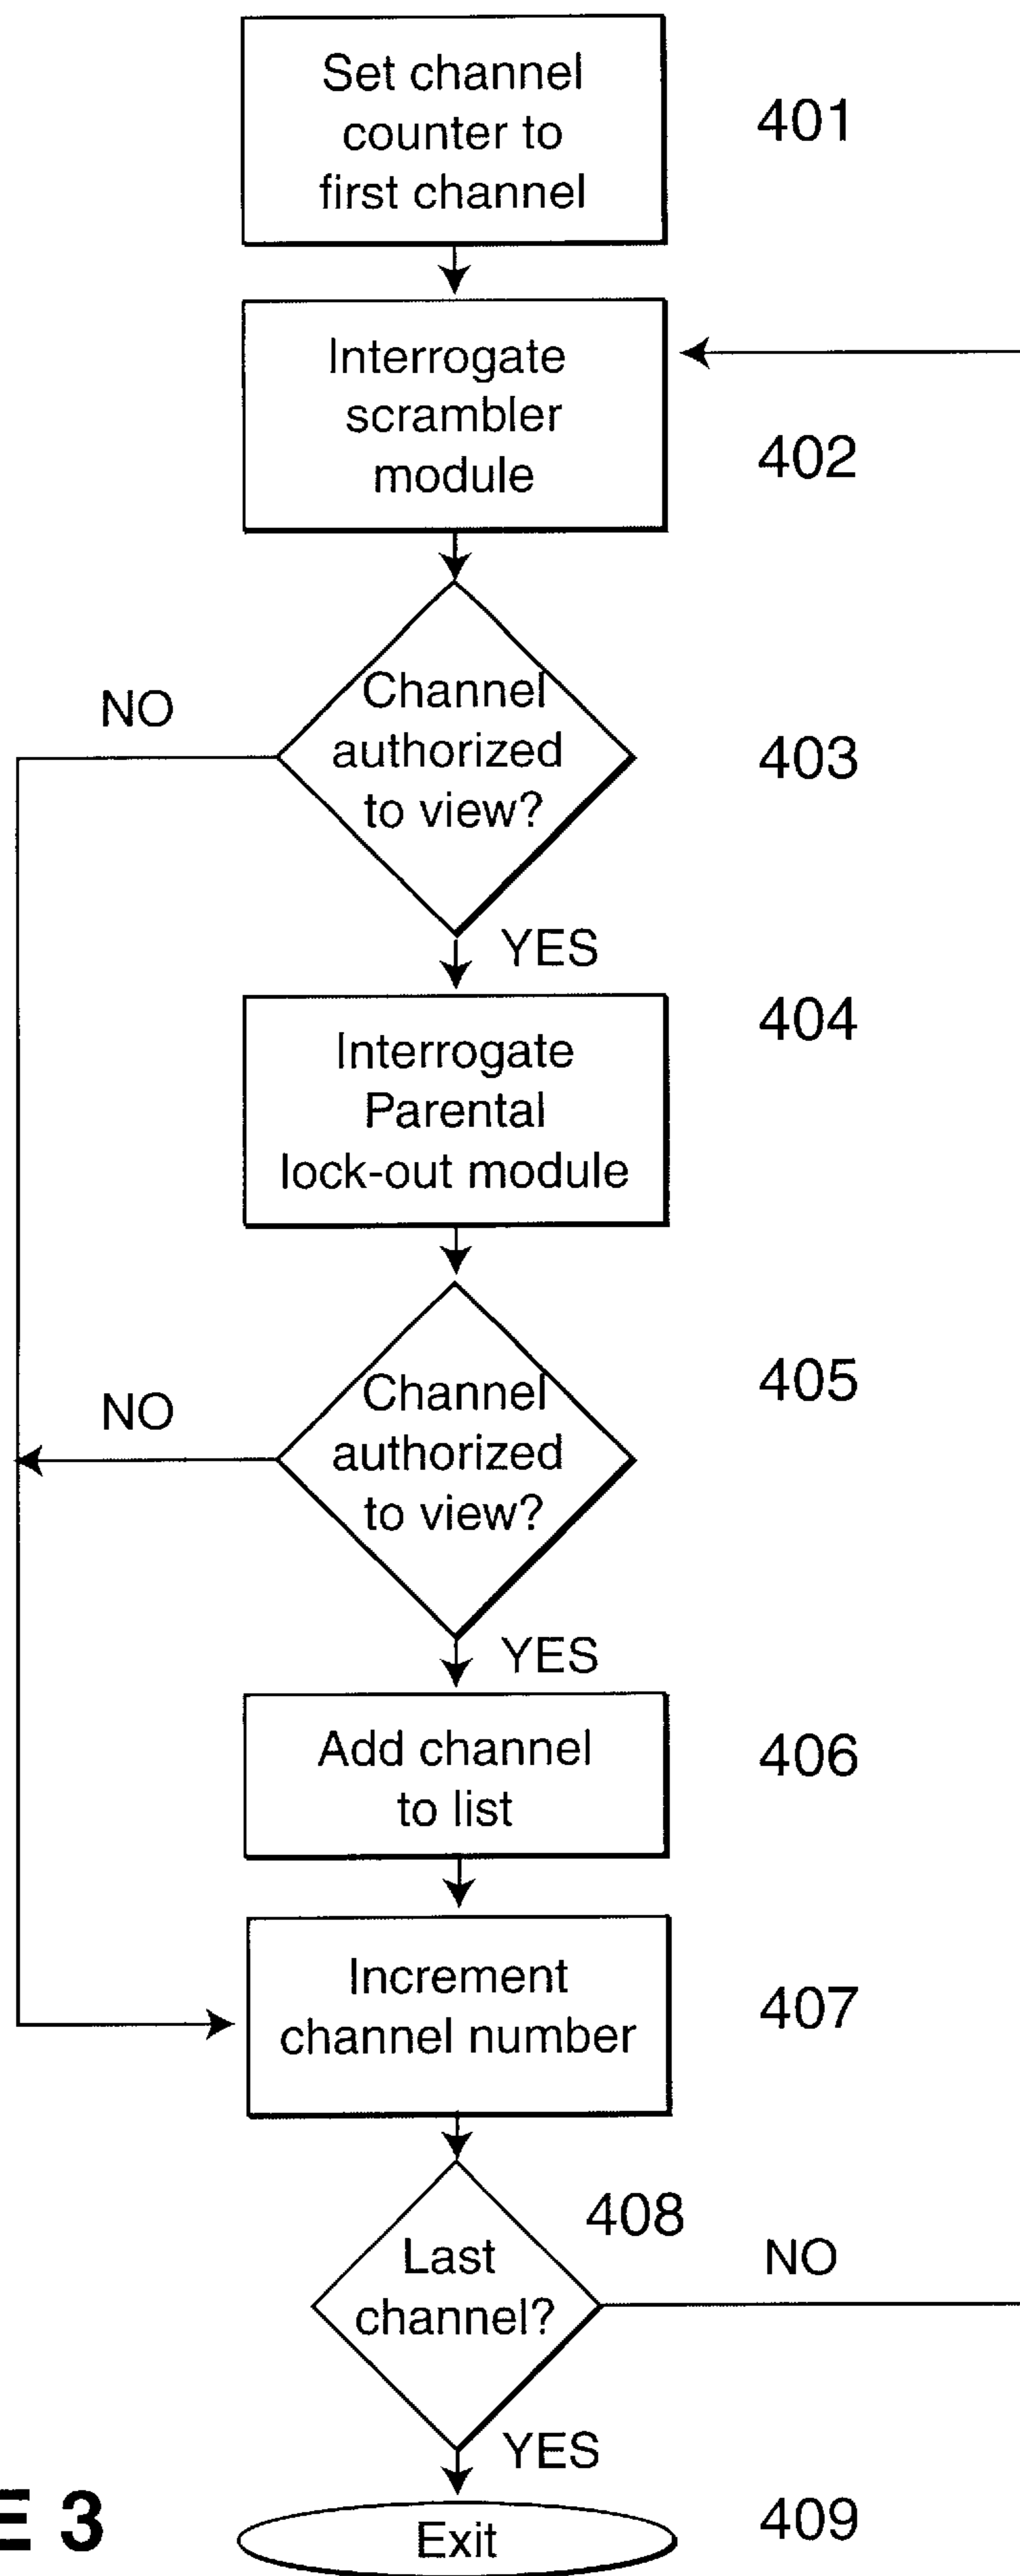 Set channel
counter to
first channel
401
Interrogate
scrambler
module
402
Channel
authorized
to view?
403
NO
YES
404
Interrogate
Parental
lock-out module
Channel
authorized
to view?
405
NO
YES
Add channel
to list
406
Increment
channel number
407
408
Last
channel?
NO
YES
Exit
409
E 3